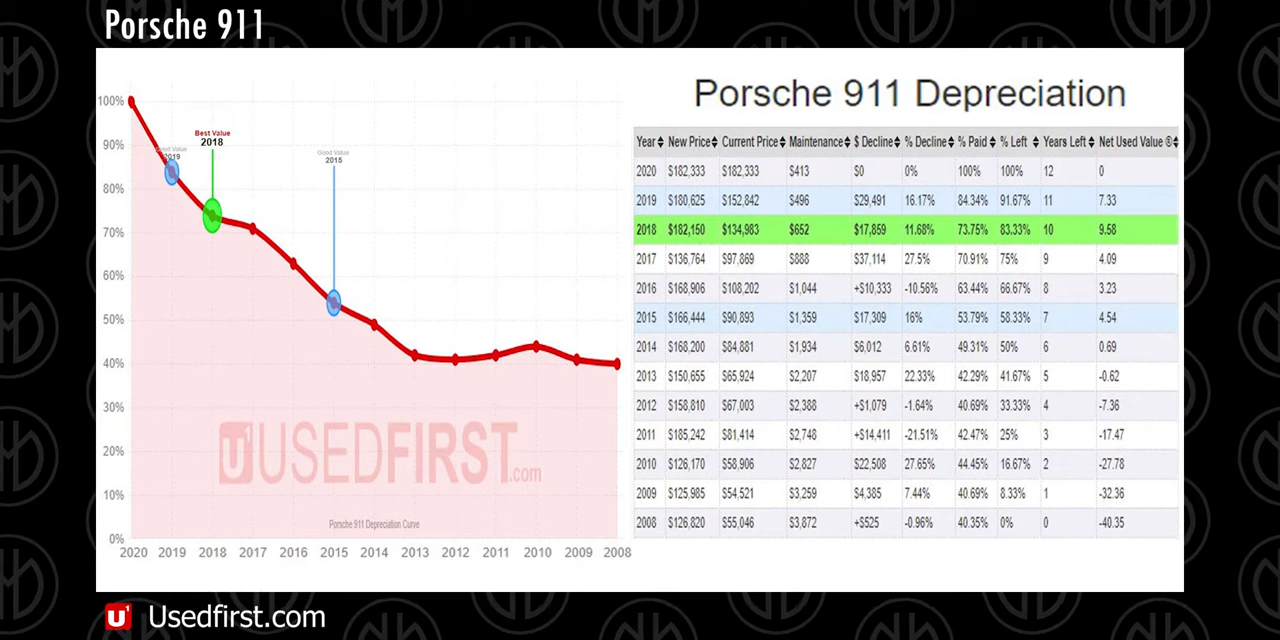 Porsche 911
Porsche 911 Depreciation
100%
90%
80%
70%
60%
50%
40%
30%
20%
10%
0%
Best Value
2018
Good Value
2019
Good Value
2015
U1 USEDFIRST.com
Porsche 911 Depreciation Curve
2020 2019 2018 2017 2016 2015 2014 2013 2012 2011 2010 2009 2008
Year New Price Current Price Maintenance $ Decline % Decline % Paid % Left Years Left Net Used Value ®
2020 $182,333 $182,333 $413 $0 0% 100% 100% 12 0
2019 $180,625 $152,842 $496 $29,491 16.17% 84.34% 91.67% 11 7.33
2018 $182,150 $134,983 $652 $17,859 11.68% 73.75% 83.33% 10 9.58
2017 $136,764 $97,869 $888 $37,114 27.5% 70.91% 75% 9 4.09
2016 $168,906 $108,202 $1,044 +$10,333 -10.56% 63.44% 66.67% 8 3.23
2015 $166,444 $90,893 $1,359 $17,309 16% 53.79% 58.33% 7 4.54
2014 $168,200 $84,881 $1,934 $6,012 6.61% 49.31% 50% 6 0.69
2013 $150,655 $65,924 $2,207 $18,957 22.33% 42.29% 41.67% 5 -0.62
2012 $158,810 $67,003 $2,388 +$1,079 -1.64% 40.69% 33.33% 4 -7.36
2011 $185,242 $81,414 $2,748 +$14,411 -21.51% 42.47% 25% 3 -17.47
2010 $126,170 $58,906 $2,827 $22,508 27.65% 44.45% 16.67% 2 -27.78
2009 $125,985 $54,521 $3,259 $4,385 7.44% 40.69% 8.33% 1 -32.36
2008 $126,820 $55,046 $3,872 +$525 -0.96% 40.35% 0% 0 -40.35
U1 Usedfirst.com